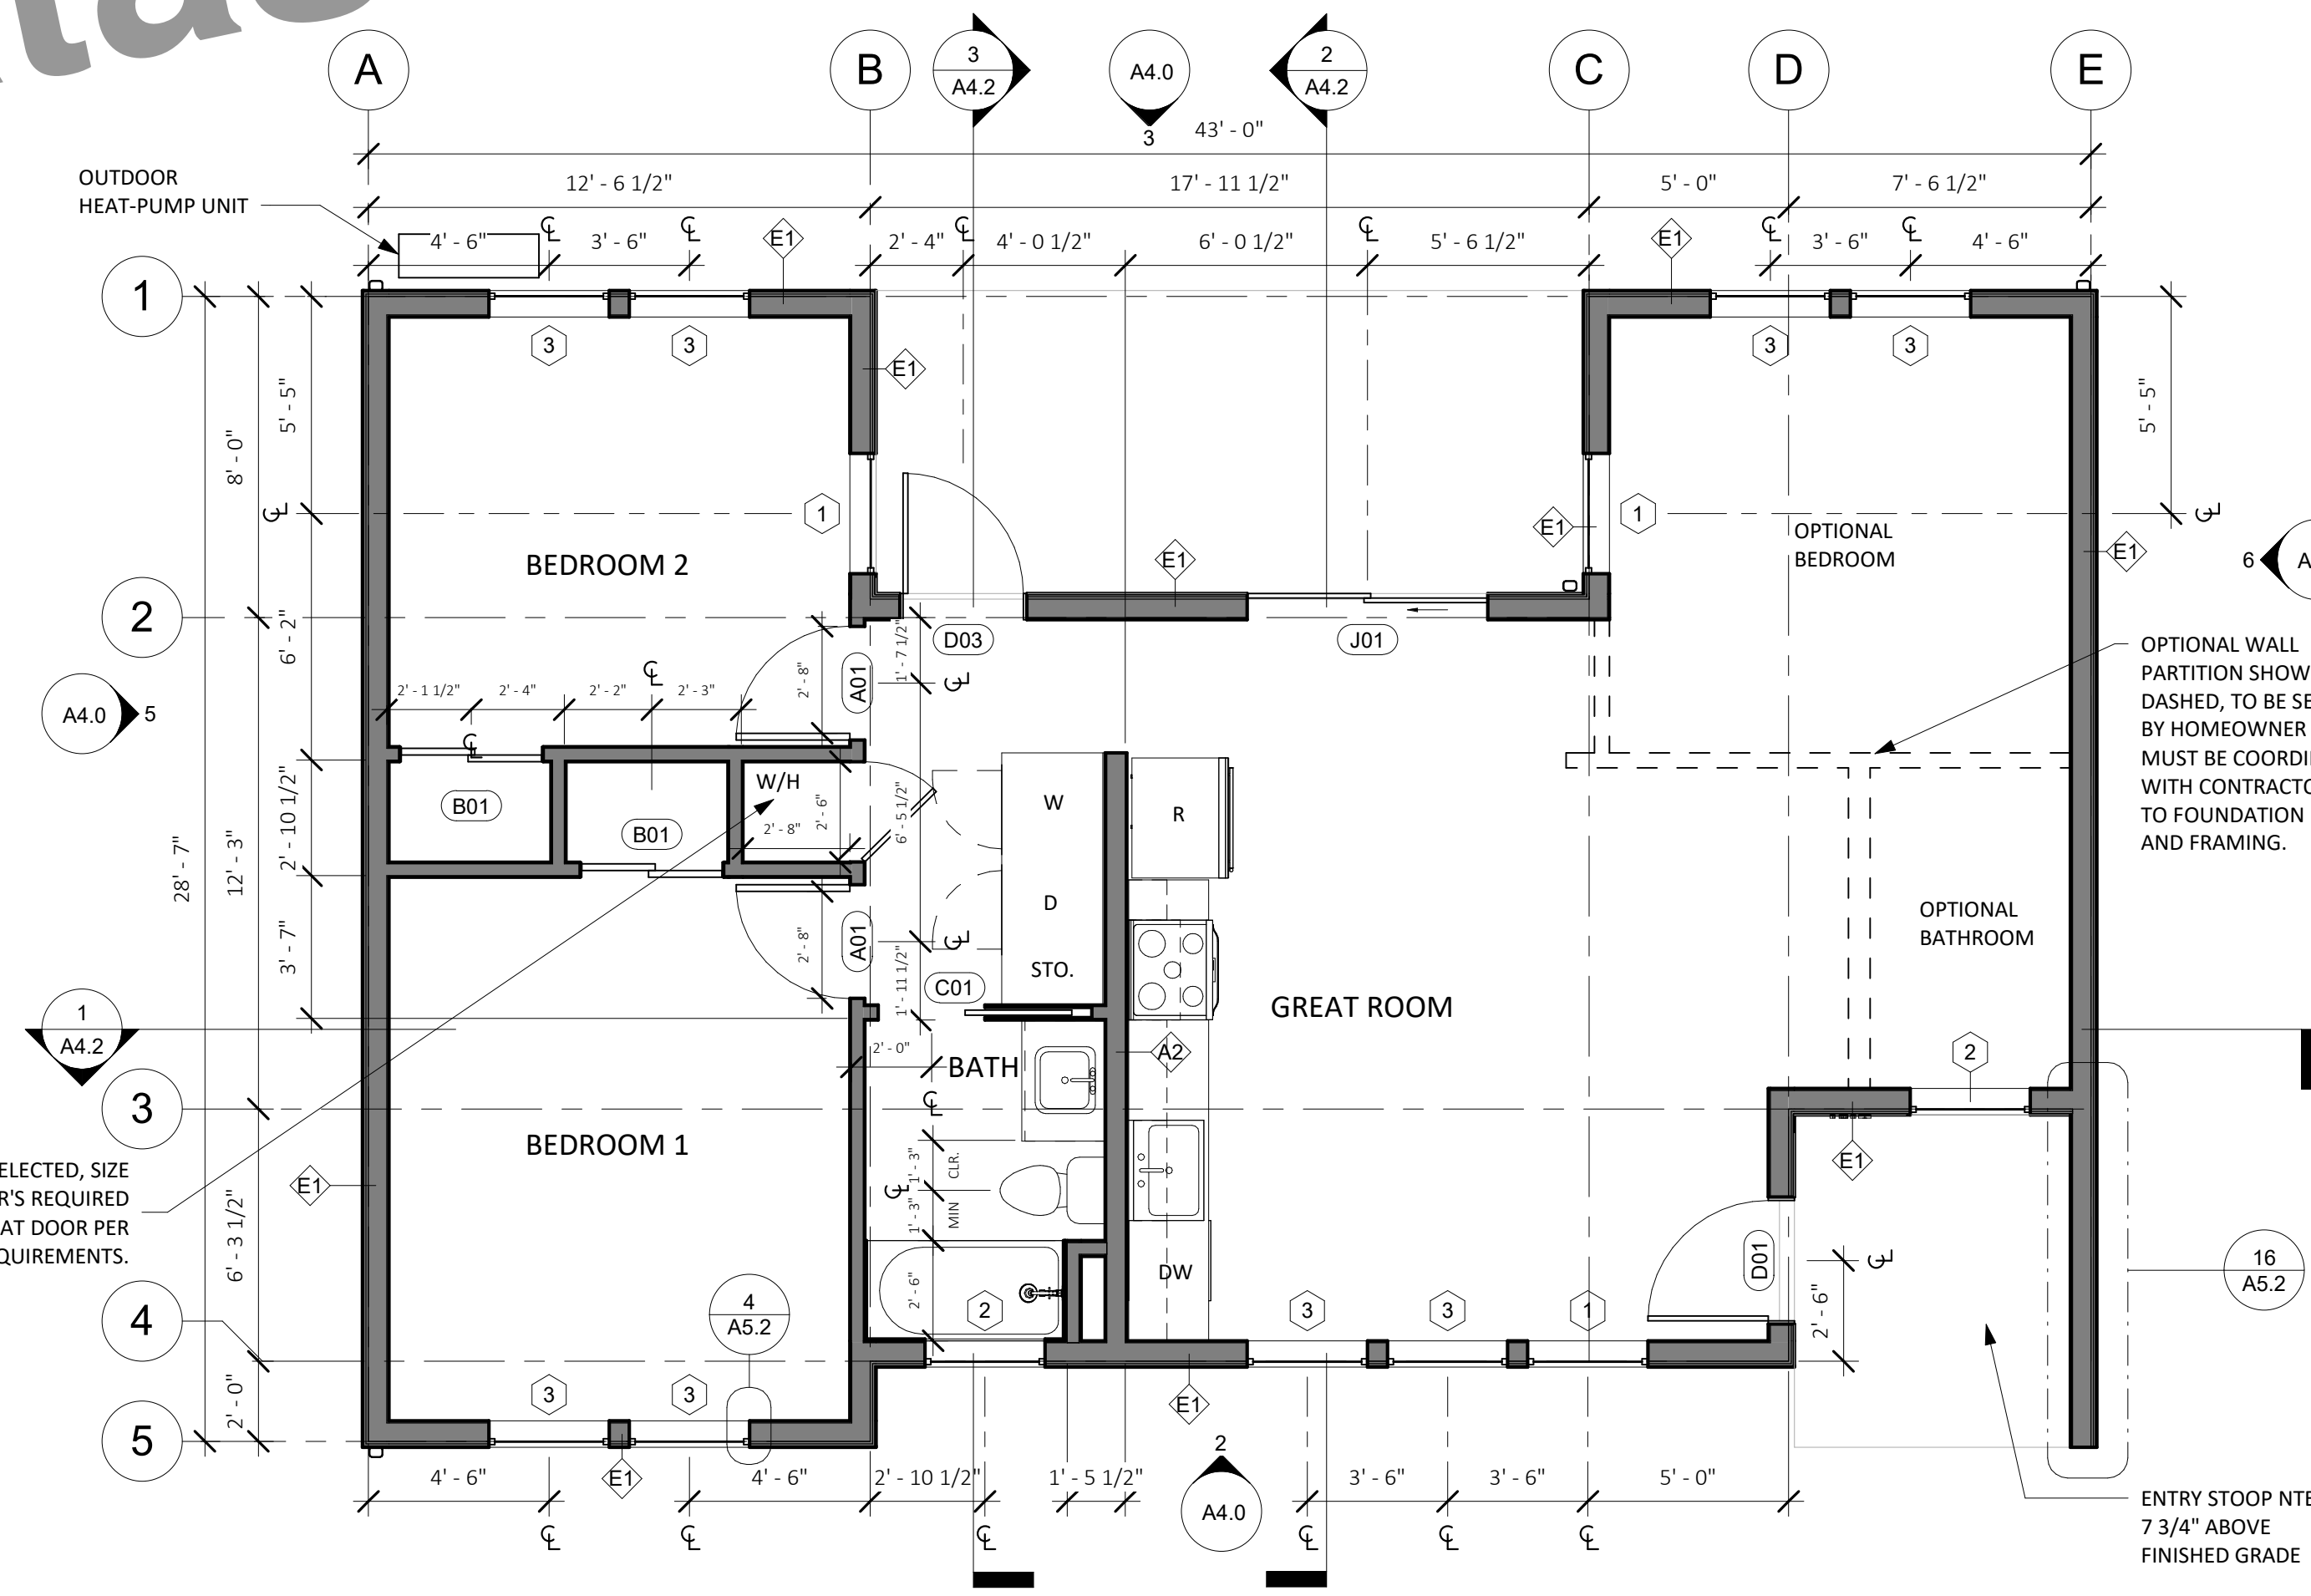 A
B
3
A4.2
A4.0
3
2
A4.2
C
D
E
43' - 0"
OUTDOOR
HEAT-PUMP UNIT
12' - 6 1/2"
17' - 11 1/2"
5' - 0"
7' - 6 1/2"
4' - 6"
3' - 6"
E1
2' - 4"
4' - 0 1/2"
6' - 0 1/2"
5' - 6 1/2"
E1
3' - 6"
4' - 6"
1
3
3
E1
3
3
5' - 5"
8' - 0"
5' - 5"
1
E1
1
BEDROOM 2
E1
OPTIONAL
BEDROOM
E1
6
A
2
6' - 2"
D03
J01
1' - 7 1/2"
2' - 8"
A01
OPTIONAL WALL
PARTITION SHOW
DASHED, TO BE SE
BY HOMEOWNER
MUST BE COORDI
WITH CONTRACTO
TO FOUNDATION
AND FRAMING.
A4.0
5
2' - 1 1/2"
2' - 4"
2' - 2"
2' - 3"
W/H
B01
B01
2' - 8"
2' - 6"
6' - 5 1/2"
W
R
28' - 7"
12' - 3"
2' - 10 1/2"
3' - 7"
2' - 8"
A01
D
STO.
C01
1' - 11 1/2"
OPTIONAL
BATHROOM
GREAT ROOM
1
A4.2
2' - 0"
BATH
A2
2
3
BEDROOM 1
ELECTED, SIZE
R'S REQUIRED
AT DOOR PER
QUIREMENTS.
E1
1' - 3"
CLR.
1' - 3"
MIN
E1
6' - 3 1/2"
2' - 6"
DW
D01
2' - 6"
16
A5.2
4
4
A5.2
2
3
3
1
2' - 0"
3
3
E1
5
4' - 6"
E1
4' - 6"
2' - 10 1/2"
1' - 5 1/2"
2
A4.0
3' - 6"
3' - 6"
5' - 0"
ENTRY STOOP NTE
7 3/4" ABOVE
FINISHED GRADE